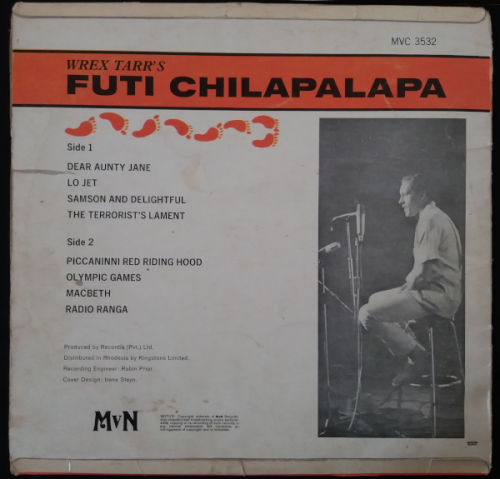 MVC 3532
WREX TARR'S
FUTI CHILAPALAPA
Side 1
DEAR AUNTY JANE
LO JET
SAMSON AND DELIGHTFUL
THE TERRORIST'S LAMENT
Side 2
PICCANINNI RED RIDING HOOD
OLYMPIC GAMES
MACBETH
RADIO RANGA
Produced by Records (Pvt.) Ltd.
Distributed in Rhodesia by Kingstons Limited.
Recording Engineer: Robin Prior.
Cover Design: Irene Steyn.
MvN